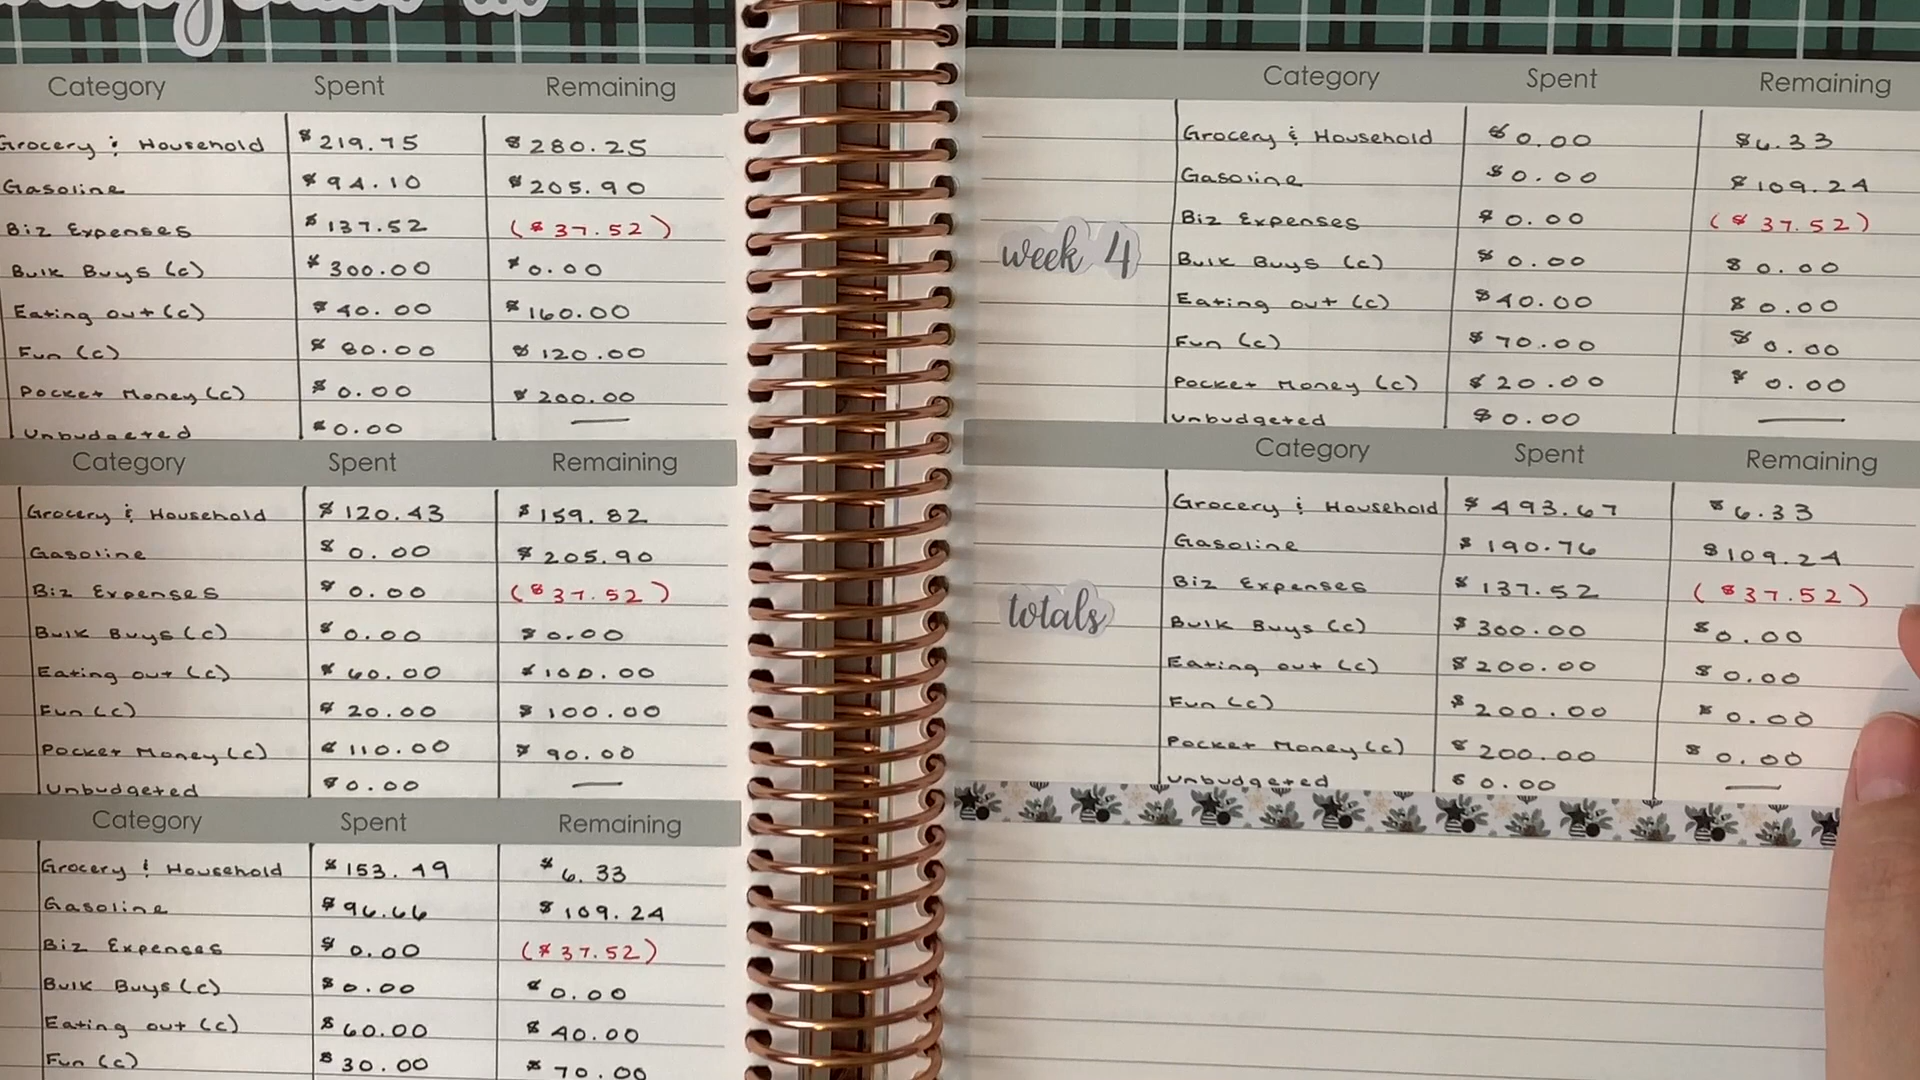 Category Spent Remaining
Grocery & Household $219.75 $280.25
Gasoline $94.10 $205.90
Biz Expenses $137.52 ($37.52)
Bulk Buys (c) $300.00 $0.00
Eating out (c) $40.00 $160.00
Fun (c) $80.00 $120.00
Pocket Money (c) $0.00 $200.00
Unbudgeted $0.00 —
Category Spent Remaining
Grocery & Household $120.43 $159.82
Gasoline $0.00 $205.90
Biz Expenses $0.00 ($37.52)
Bulk Buys (c) $0.00 $0.00
Eating out (c) $60.00 $100.00
Fun (c) $20.00 $100.00
Pocket Money (c) $110.00 $90.00
Unbudgeted $0.00 —
Category Spent Remaining
Grocery & Household $153.49 $6.33
Gasoline $96.66 $109.24
Biz Expenses $0.00 ($37.52)
Bulk Buys (c) $0.00 $0.00
Eating out (c) $60.00 $40.00
Fun (c) $30.00 $70.00
Category Spent Remaining
Grocery & Household $0.00 $6.33
Gasoline $0.00 $109.24
Biz Expenses $0.00 ($37.52)
week 4
Bulk Buys (c) $0.00 $0.00
Eating out (c) $40.00 $0.00
Fun (c) $70.00 $0.00
Pocket Money (c) $20.00 $0.00
Unbudgeted $0.00 —
Category Spent Remaining
Grocery & Household $493.67 $6.33
Gasoline $190.76 $109.24
Biz Expenses $137.52 ($37.52)
totals
Bulk Buys (c) $300.00 $0.00
Eating out (c) $200.00 $0.00
Fun (c) $200.00 $0.00
Pocket Money (c) $200.00 $0.00
Unbudgeted $0.00 —